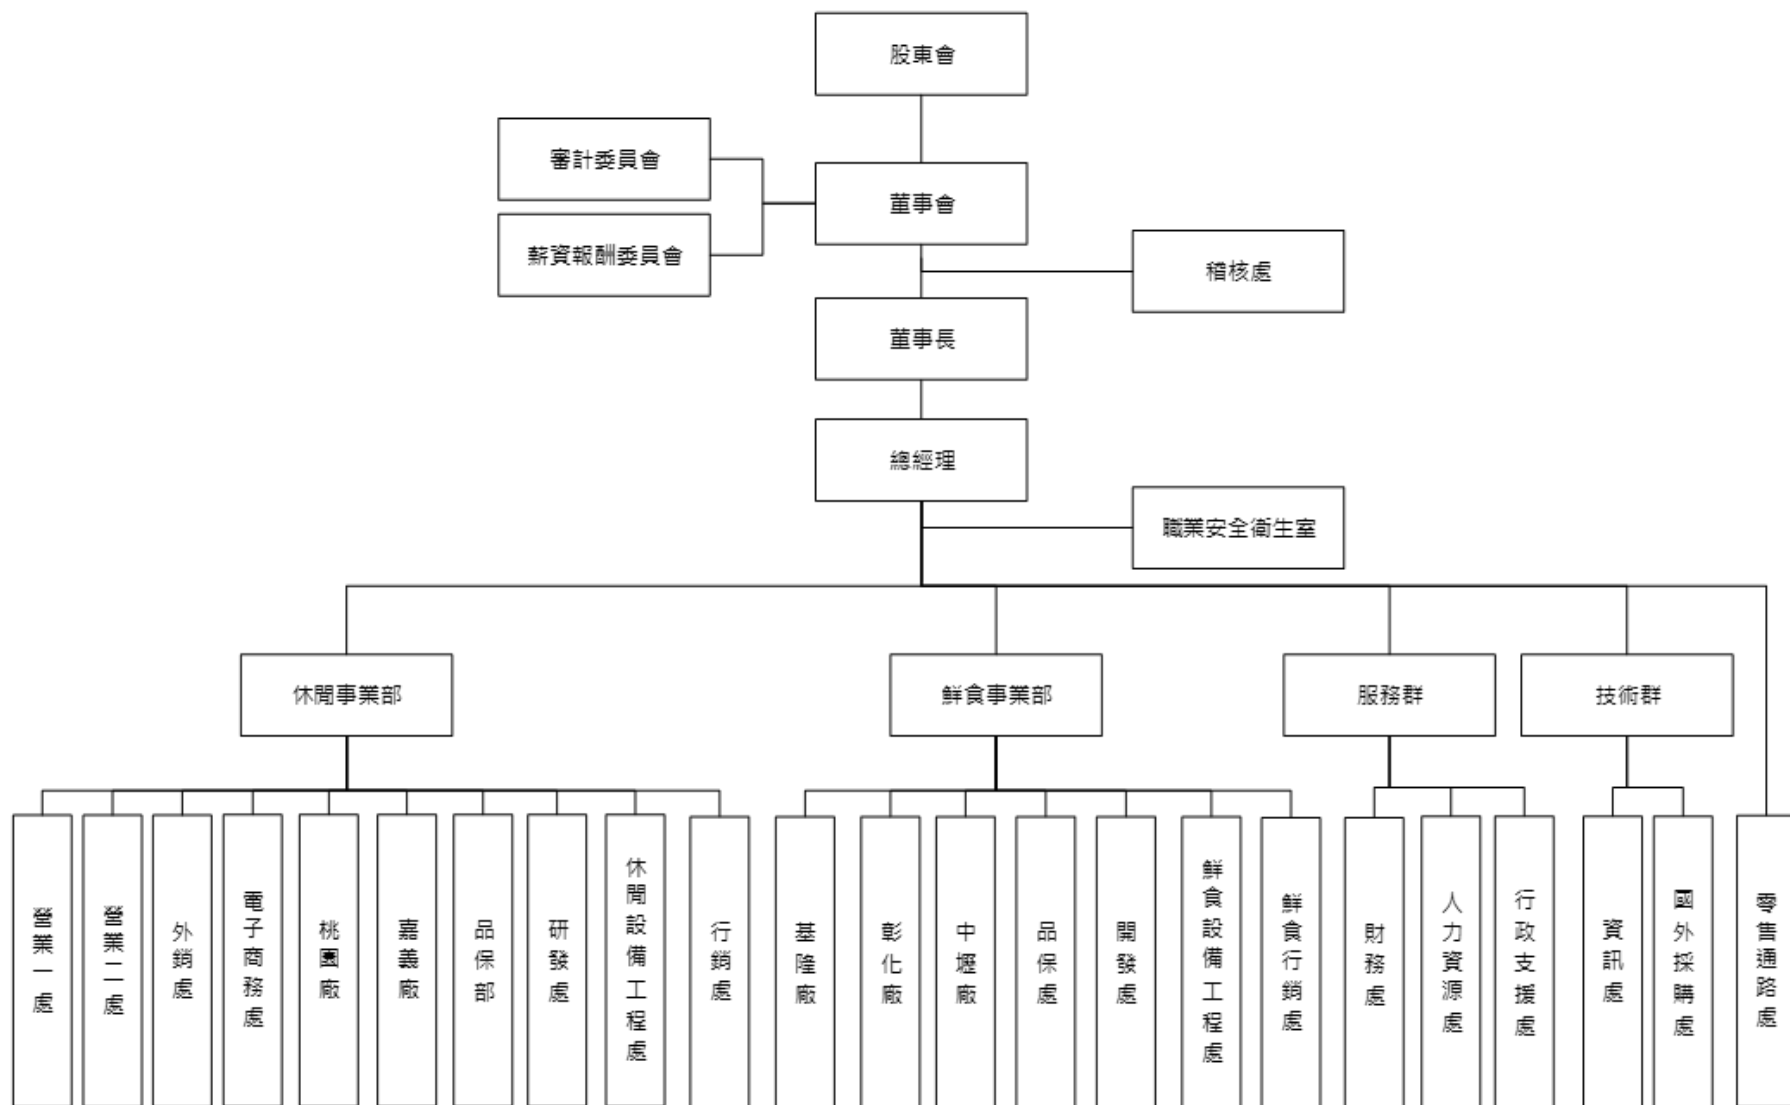 股東會
審計委員會
董事會
薪資報酬委員會
稽核處
董事長
總經理
職業安全衛生室
休閒事業部
鮮食事業部
服務群
技術群
營業一處
營業二處
外銷處
電子商務處
桃園廠
嘉義廠
品保部
研發處
休閒設備工程處
行銷處
基隆廠
彰化廠
中壢廠
品保處
開發處
鮮食設備工程處
鮮食行銷處
財務處
人力資源處
行政支援處
資訊處
國外採購處
零售通路處